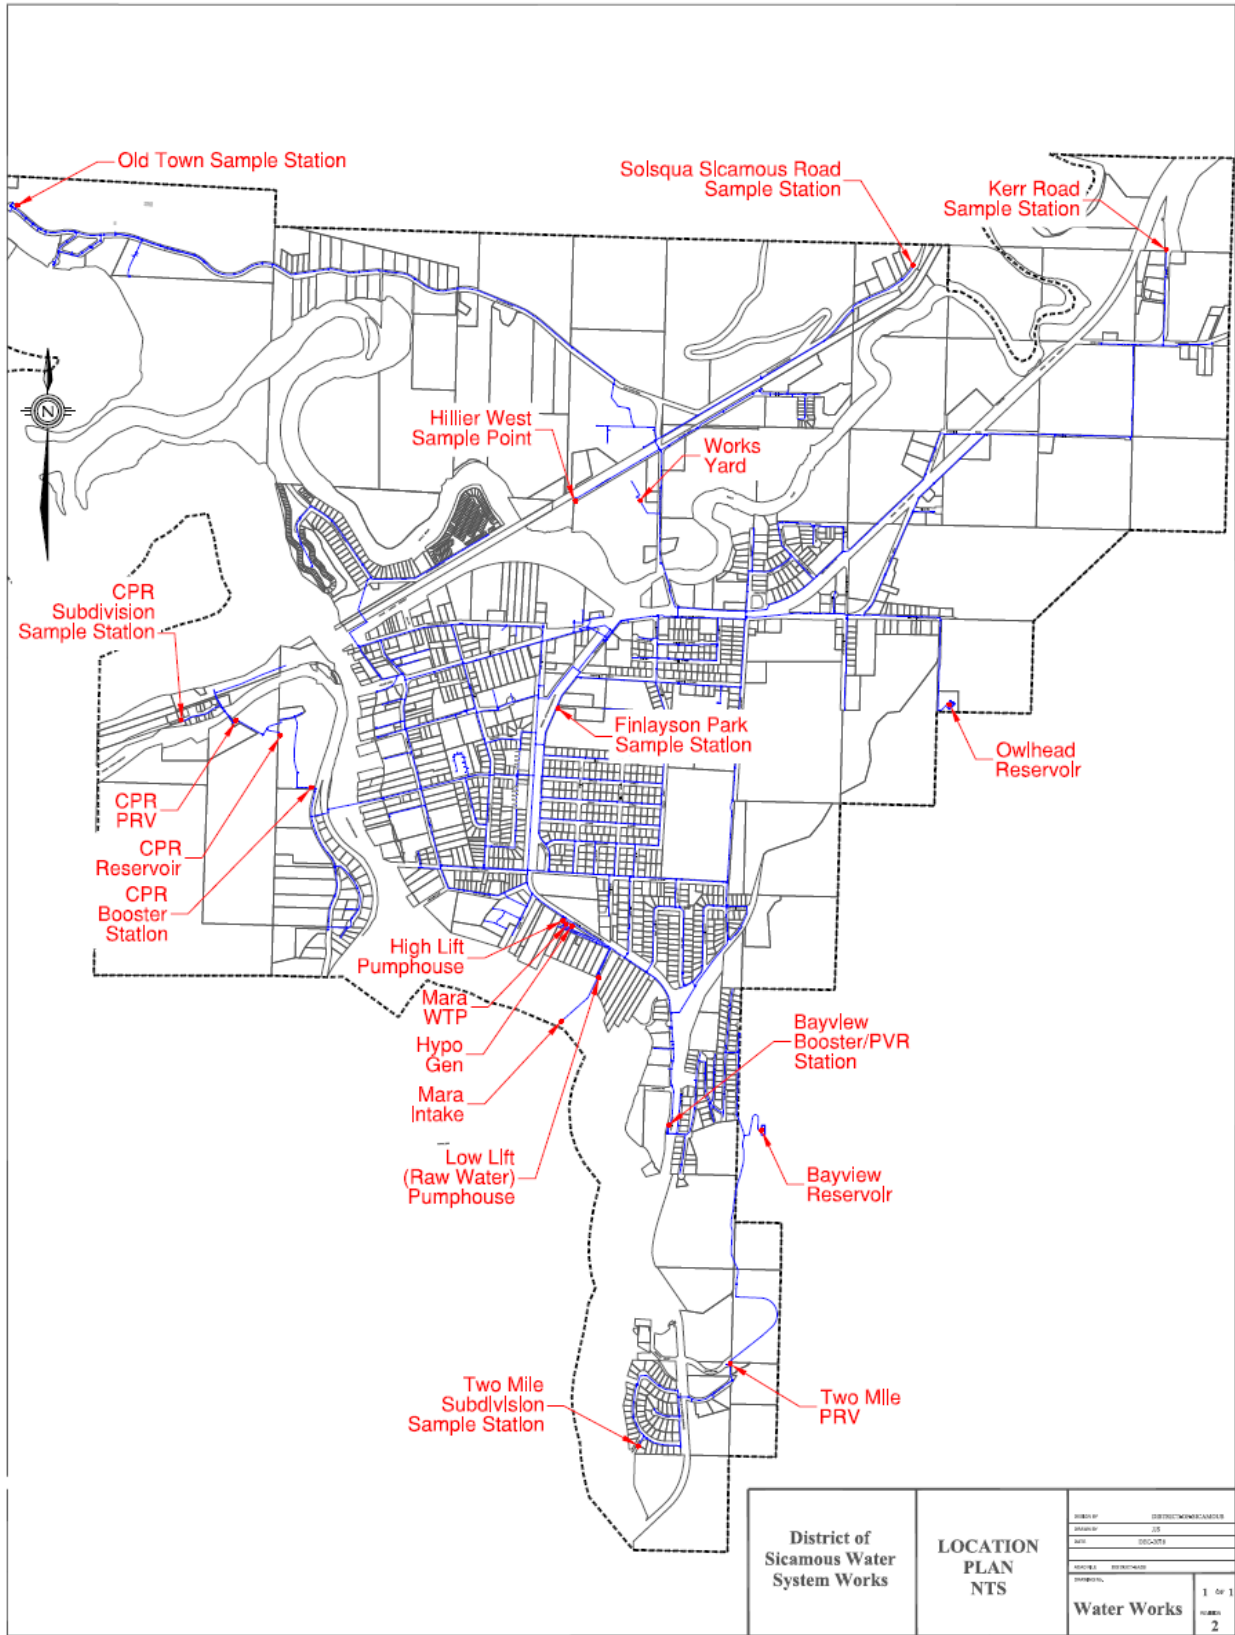 Old Town Sample Station
Solsqua Sicamous Road
Sample Station
Kerr Road
Sample Station
N
Hillier West
Sample Point
Works
Yard
CPR
Subdivision
Sample Station
Finlayson Park
Sample Station
Owlhead
Reservoir
CPR
PRV
CPR
Reservoir
CPR
Booster
Station
High Lift
Pumphouse
Mara
WTP
Hypo
Gen
Mara
Intake
Low Lift
(Raw Water)
Pumphouse
Bayview
Booster/PVR
Station
Bayview
Reservoir
Two Mile
Subdivision
Sample Station
Two Mile
PRV
District of
Sicamous Water
System Works
LOCATION
PLAN
NTS
DATE
Water Works
1 OF 1
NUMBER
2